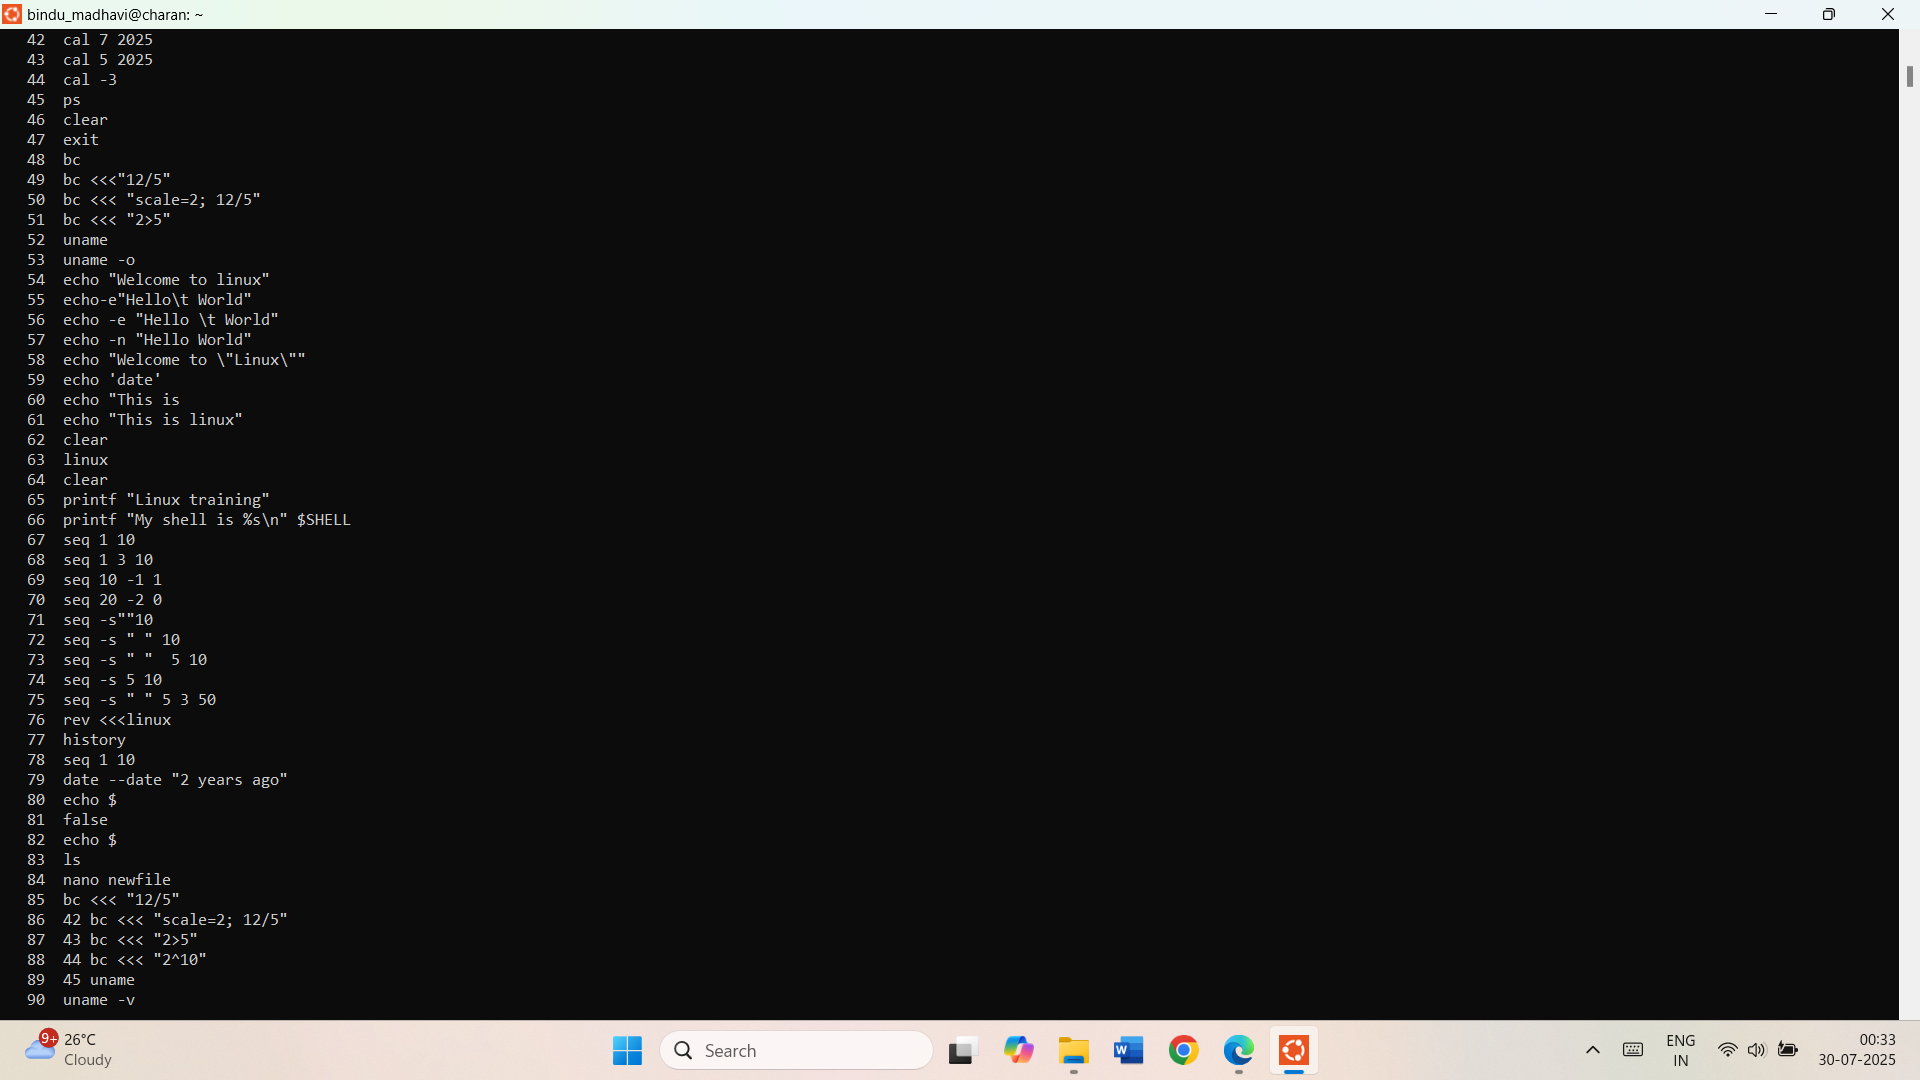 bindu_madhavi@charan: ~
42 cal 7 2025
43 cal 5 2025
44 cal -3
45 ps
46 clear
47 exit
48 bc
49 bc <<<"12/5"
50 bc <<< "scale=2; 12/5"
51 bc <<< "2>5"
52 uname
53 uname -o
54 echo "Welcome to linux"
55 echo-e"Hello\t World"
56 echo -e "Hello \t World"
57 echo -n "Hello World"
58 echo "Welcome to \"Linux\""
59 echo 'date'
60 echo "This is
61 echo "This is linux"
62 clear
63 linux
64 clear
65 printf "Linux training"
66 printf "My shell is %s\n" $SHELL
67 seq 1 10
68 seq 1 3 10
69 seq 10 -1 1
70 seq 20 -2 0
71 seq -s""10
72 seq -s " " 10
73 seq -s " "  5 10
74 seq -s 5 10
75 seq -s " " 5 3 50
76 rev <<<linux
77 history
78 seq 1 10
79 date --date "2 years ago"
80 echo $
81 false
82 echo $
83 ls
84 nano newfile
85 bc <<< "12/5"
86 42 bc <<< "scale=2; 12/5"
87 43 bc <<< "2>5"
88 44 bc <<< "2^10"
89 45 uname
90 uname -v
9+
26°C
Cloudy
Search
W
ENG
IN
00:33
30-07-2025